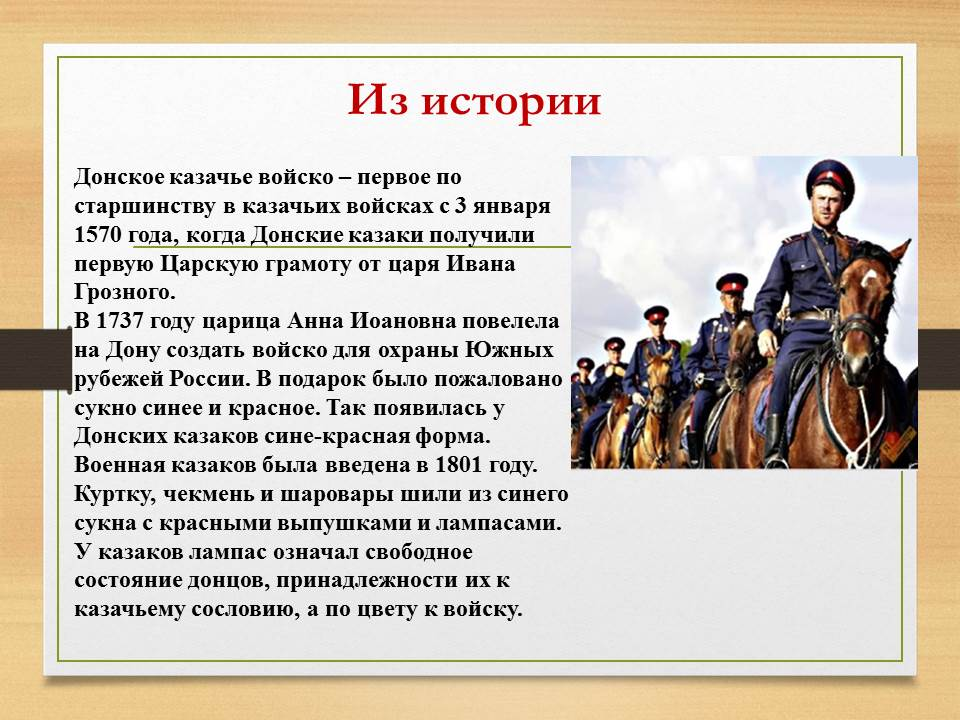 Из истории
Донское казачье войско – первое по
старшинству в казачьих войсках с 3 января
1570 года, когда Донские казаки получили
первую Царскую грамоту от царя Ивана
Грозного.
В 1737 году царица Анна Иоановна повелела
на Дону создать войско для охраны Южных
рубежей России. В подарок было пожаловано
сукно синее и красное. Так появилась у
Донских казаков сине-красная форма.
Военная казаков была введена в 1801 году.
Куртку, чекмень и шаровары шили из синего
сукна с красными выпушками и лампасами.
У казаков лампас означал свободное
состояние донцов, принадлежности их к
казачьему сословию, а по цвету к войску.